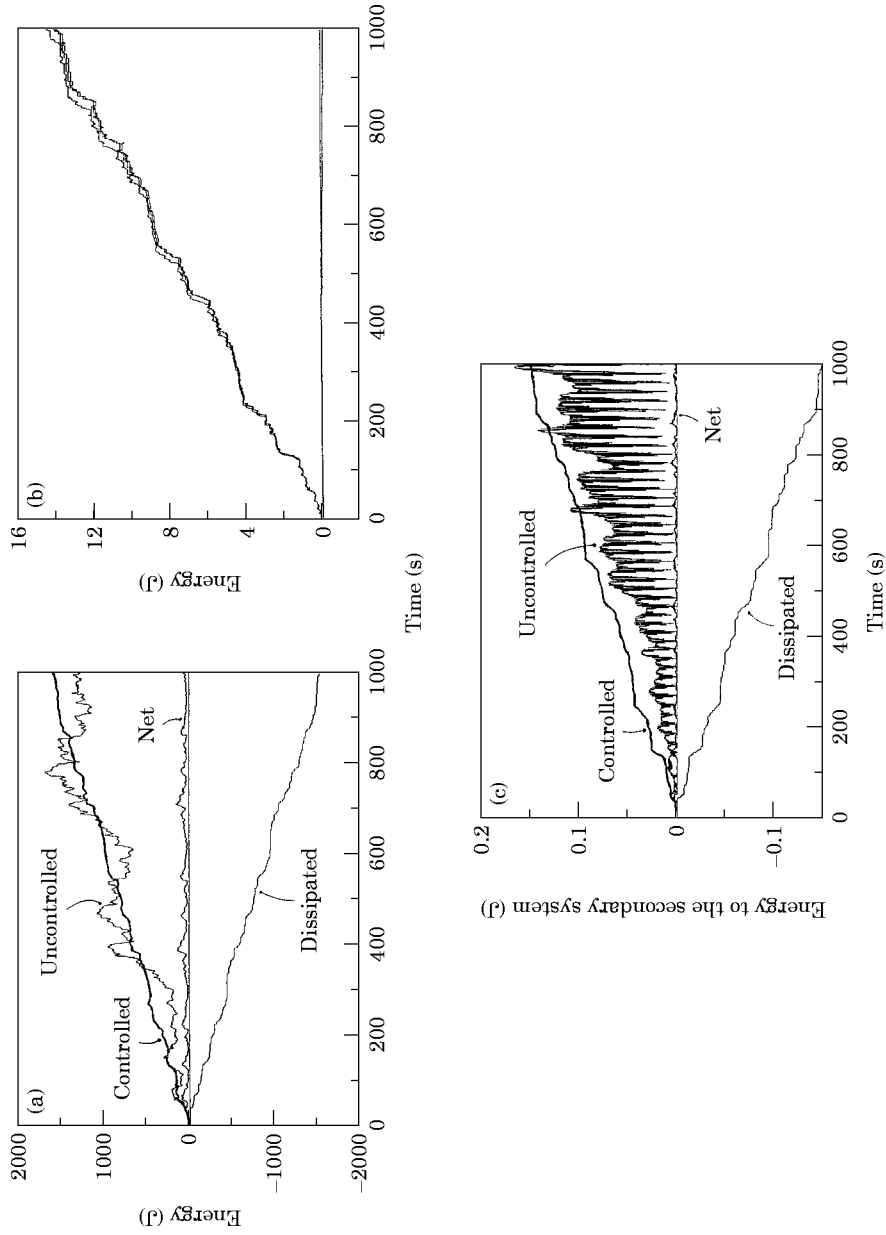 (a)
2000
1000
0
−1000
−2000
Energy (J)
Controlled
Uncontrolled
Net
Dissipated
0
200
400
600
800
1000
(b)
16
12
8
4
0
Energy (J)
0
200
400
600
800
1000
Time (s)
(c)
0.2
0.1
0
−0.1
Energy to the secondary system (J)
Controlled
Uncontrolled
Net
Dissipated
0
200
400
600
800
1000
Time (s)